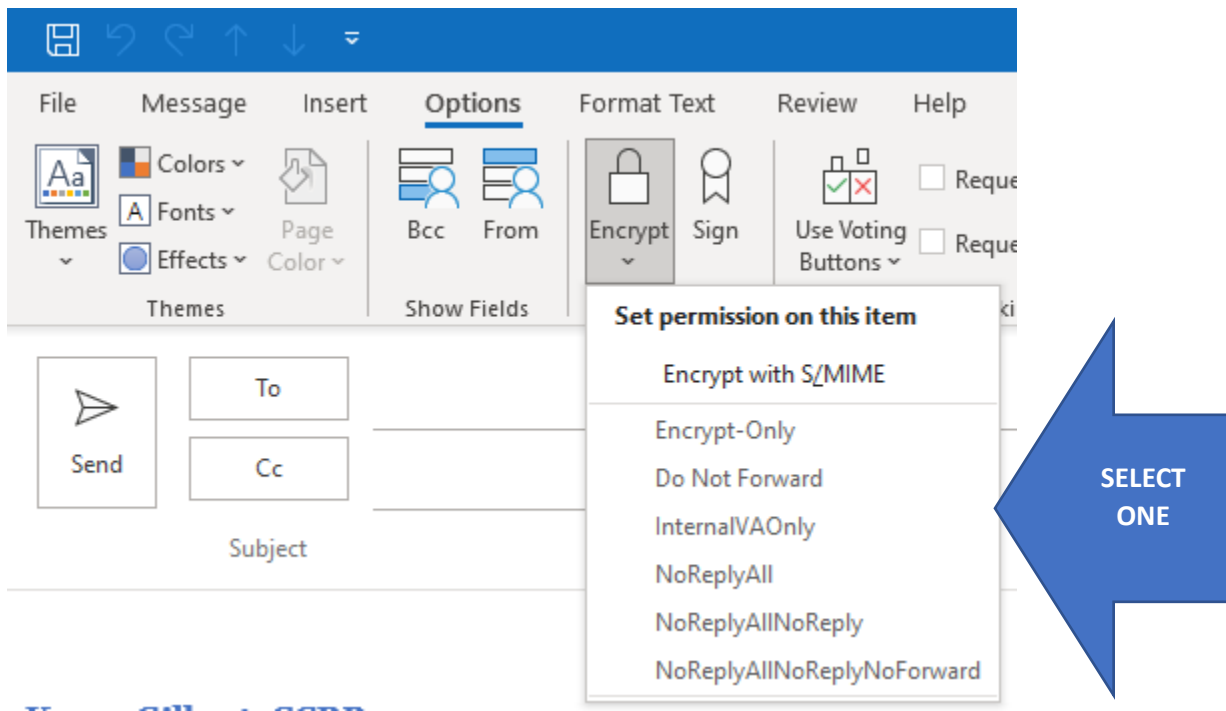 File Message Insert Options Format Text Review Help
Aa Colors
A Fonts
Themes Effects
Page
Color
Bcc From
Encrypt Sign
Use Voting
Buttons
Reque
Reque
Themes Show Fields
ki
Set permission on this item
Encrypt with S/MIME
Encrypt-Only
Do Not Forward
InternalVAOnly
NoReplyAll
NoReplyAllNoReply
NoReplyAllNoReplyNoForward
Send
To
Cc
Subject
SELECT
ONE